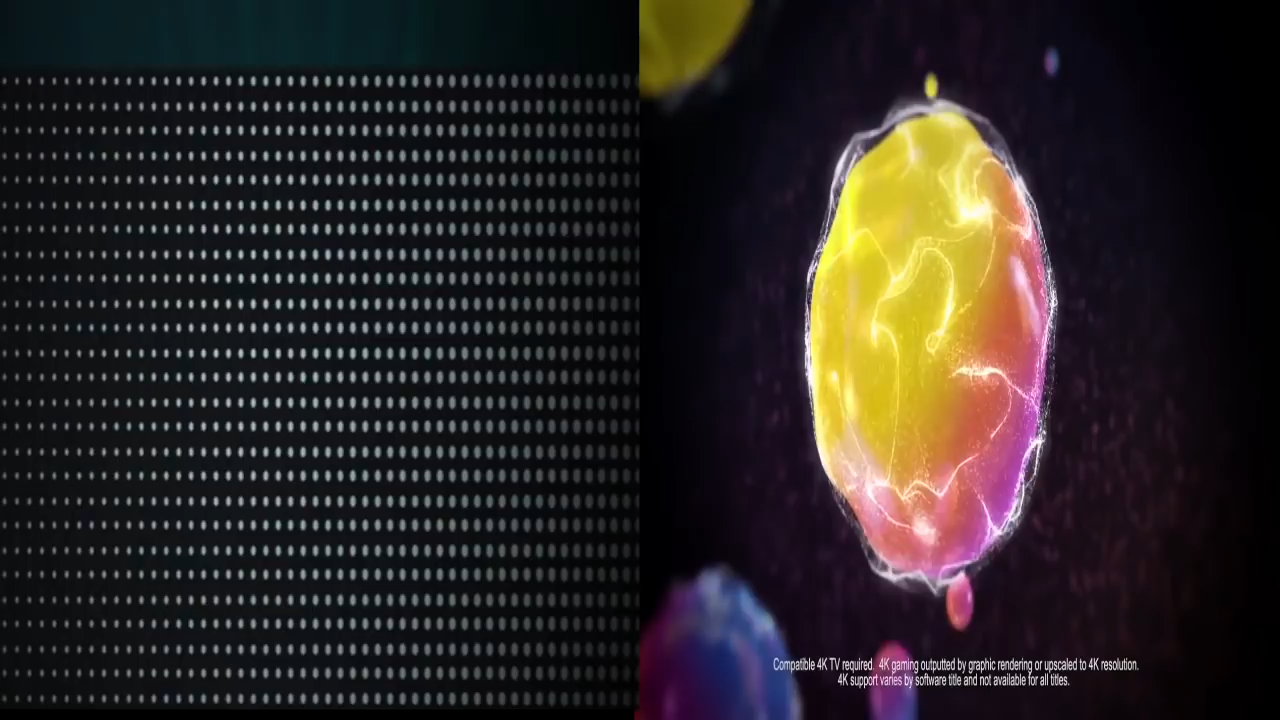 Compatible 4K TV required. 4K gaming outputted by graphic rendering or upscaled to 4K resolution.
4K support varies by software title and not available for all titles.